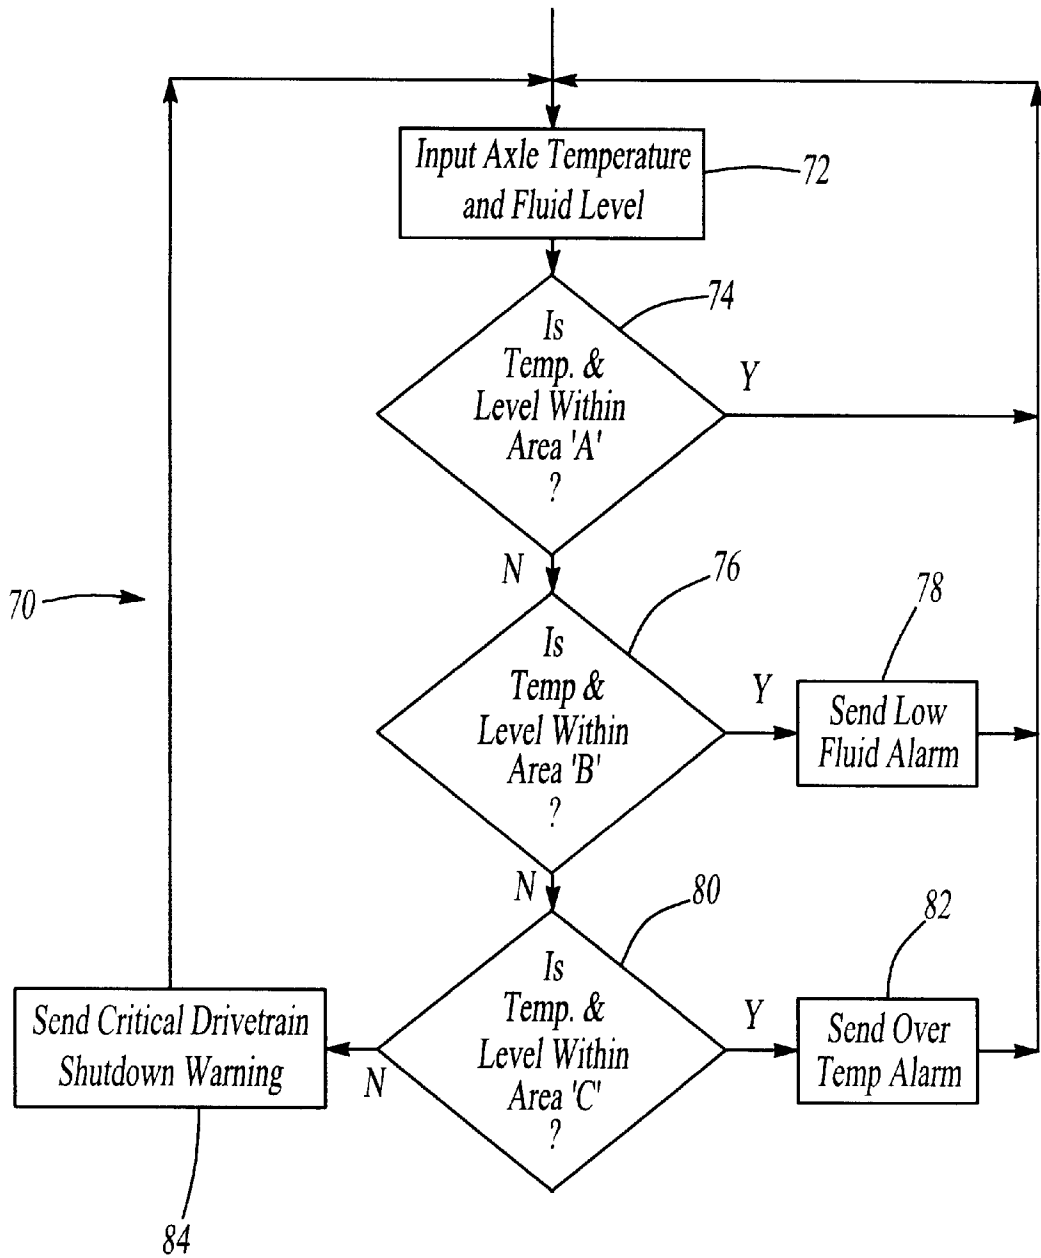 Input Axle Temperature
and Fluid Level
72
Is
Temp. &
Level Within
Area 'A'
?
74
Y
N
Is
Temp &
Level Within
Area 'B'
?
76
Y
78
Send Low
Fluid Alarm
70
N
Is
Temp. &
Level Within
Area 'C'
?
80
Y
82
Send Over
Temp Alarm
N
Send Critical Drivetrain
Shutdown Warning
84